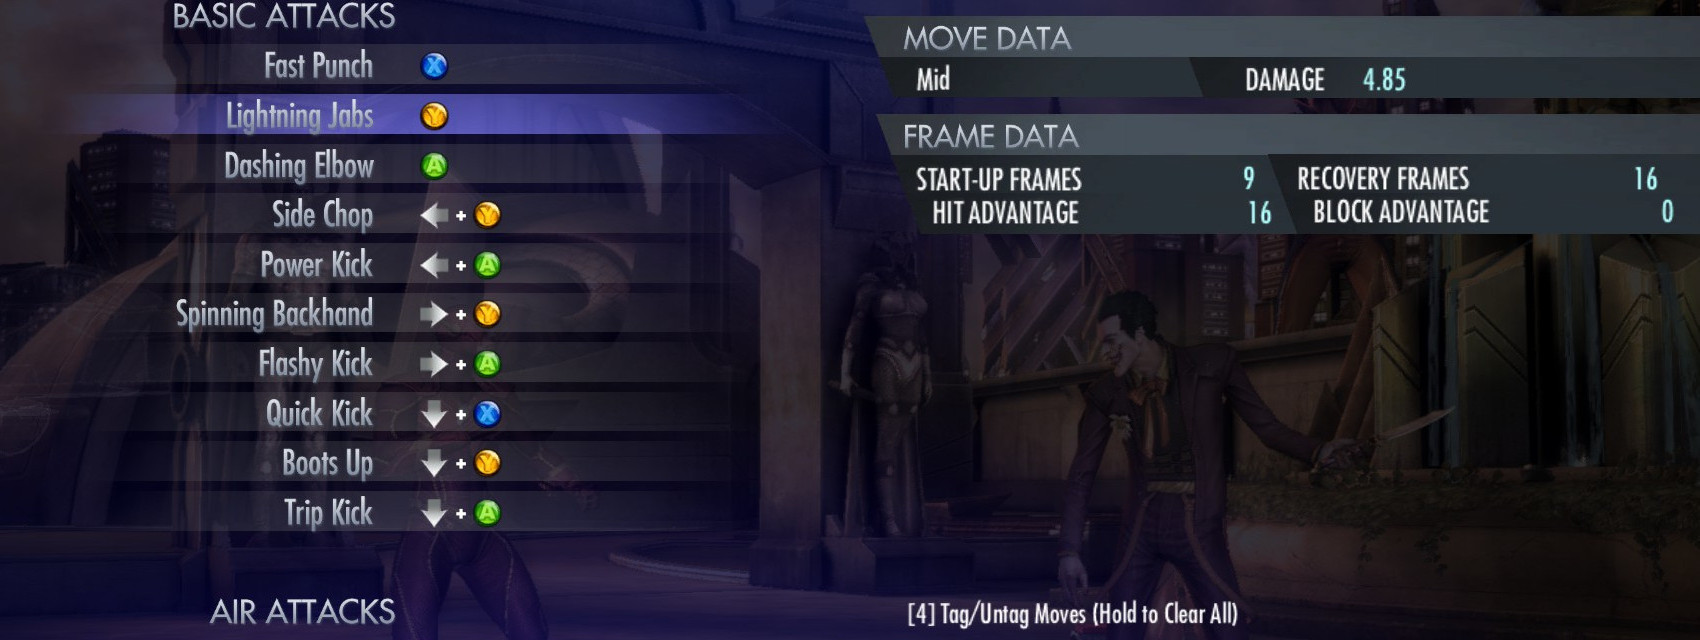 BASIC ATTACKS
Fast Punch X
Lightning Jabs Y
Dashing Elbow A
Side Chop + Y
Power Kick + A
Spinning Backhand + Y
Flashy Kick + A
Quick Kick + X
Boots Up + Y
Trip Kick + A
AIR ATTACKS
MOVE DATA
Mid DAMAGE 4.85
FRAME DATA
START-UP FRAMES 9 RECOVERY FRAMES 16
HIT ADVANTAGE 16 BLOCK ADVANTAGE 0
[4] Tag/Untag Moves (Hold to Clear All)